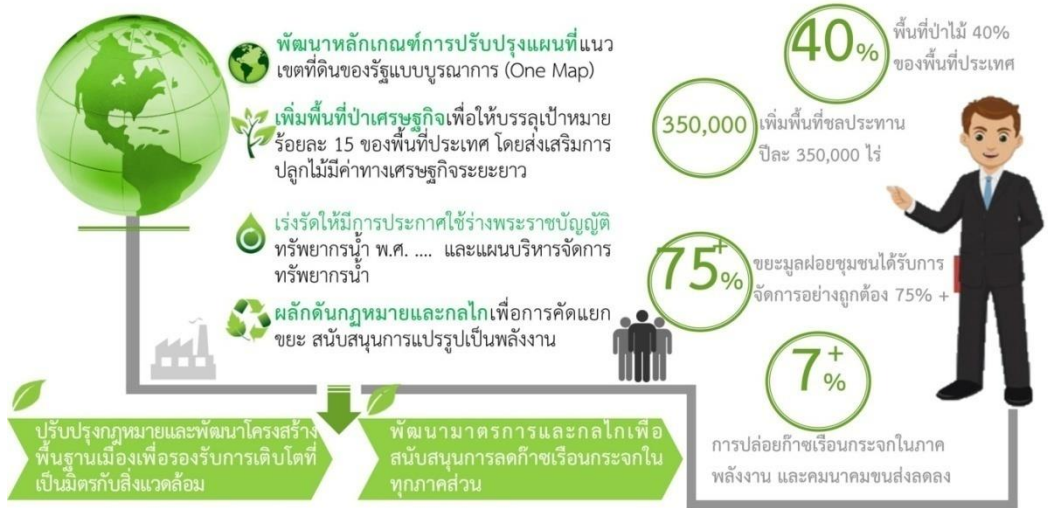 พัฒนาหลักเกณฑ์การปรับปรุงแผนที่แนว
เขตที่ดินของรัฐแบบบูรณาการ (One Map)
เพิ่มพื้นที่ป่าเศรษฐกิจเพื่อให้บรรลุเป้าหมาย
ร้อยละ 15 ของพื้นที่ประเทศ โดยส่งเสริมการ
ปลูกไม้มีค่าทางเศรษฐกิจระยะยาว
เร่งรัดให้มีการประกาศใช้ร่างพระราชบัญญัติ
ทรัพยากรน้ำ พ.ศ. .... และแผนบริหารจัดการ
ทรัพยากรน้ำ
ผลักดันกฎหมายและกลไกเพื่อการคัดแยก
ขยะ สนับสนุนการแปรรูปเป็นพลังงาน
ปรับปรุงกฎหมายและพัฒนาโครงสร้าง
พื้นฐานเมืองเพื่อรองรับการเติบโตที่
เป็นมิตรกับสิ่งแวดล้อม
พัฒนามาตรการและกลไกเพื่อ
สนับสนุนการลดก๊าซเรือนกระจกใน
ทุกภาคส่วน
40%
พื้นที่ป่าไม้ 40%
ของพื้นที่ประเทศ
350,000
เพิ่มพื้นที่ชลประทาน
ปีละ 350,000 ไร่
75+%
ขยะมูลฝอยชุมชนได้รับการ
จัดการอย่างถูกต้อง 75% +
7+%
การปล่อยก๊าซเรือนกระจกในภาค
พลังงาน และคมนาคมขนส่งลดลง